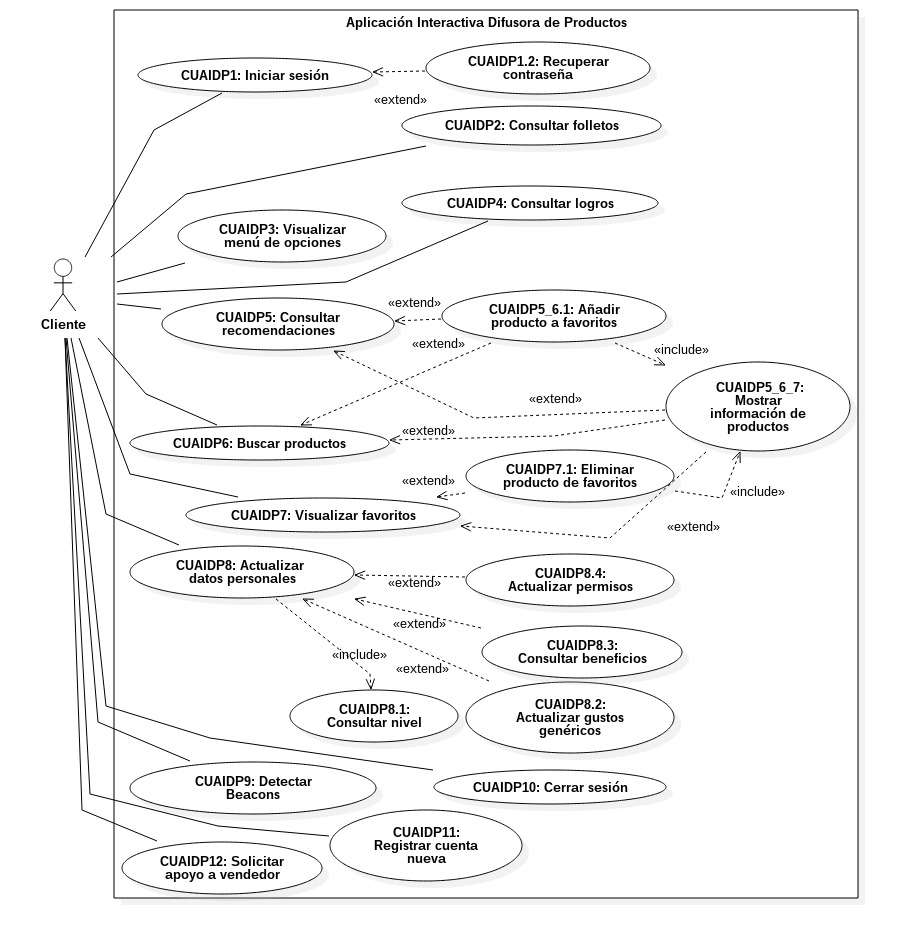 Aplicación Interactiva Difusora de Productos
CUAIDP1: Iniciar sesión
CUAIDP1.2: Recuperar
contraseña
«extend»
CUAIDP2: Consultar folletos
CUAIDP4: Consultar logros
CUAIDP3: Visualizar
menú de opciones
Cliente
CUAIDP5: Consultar
recomendaciones
«extend»
CUAIDP5_6.1: Añadir
producto a favoritos
«extend»
«include»
CUAIDP5_6_7:
Mostrar
información de
productos
«extend»
«extend»
CUAIDP6: Buscar productos
CUAIDP7.1: Eliminar
producto de favoritos
«extend»
«include»
CUAIDP7: Visualizar favoritos
«extend»
CUAIDP8: Actualizar
datos personales
«extend»
CUAIDP8.4:
Actualizar permisos
«extend»
CUAIDP8.3:
Consultar beneficios
«include»
«extend»
CUAIDP8.1:
Consultar nivel
CUAIDP8.2:
Actualizar gustos
genéricos
CUAIDP9: Detectar
Beacons
CUAIDP10: Cerrar sesión
CUAIDP11:
Registrar cuenta
nueva
CUAIDP12: Solicitar
apoyo a vendedor